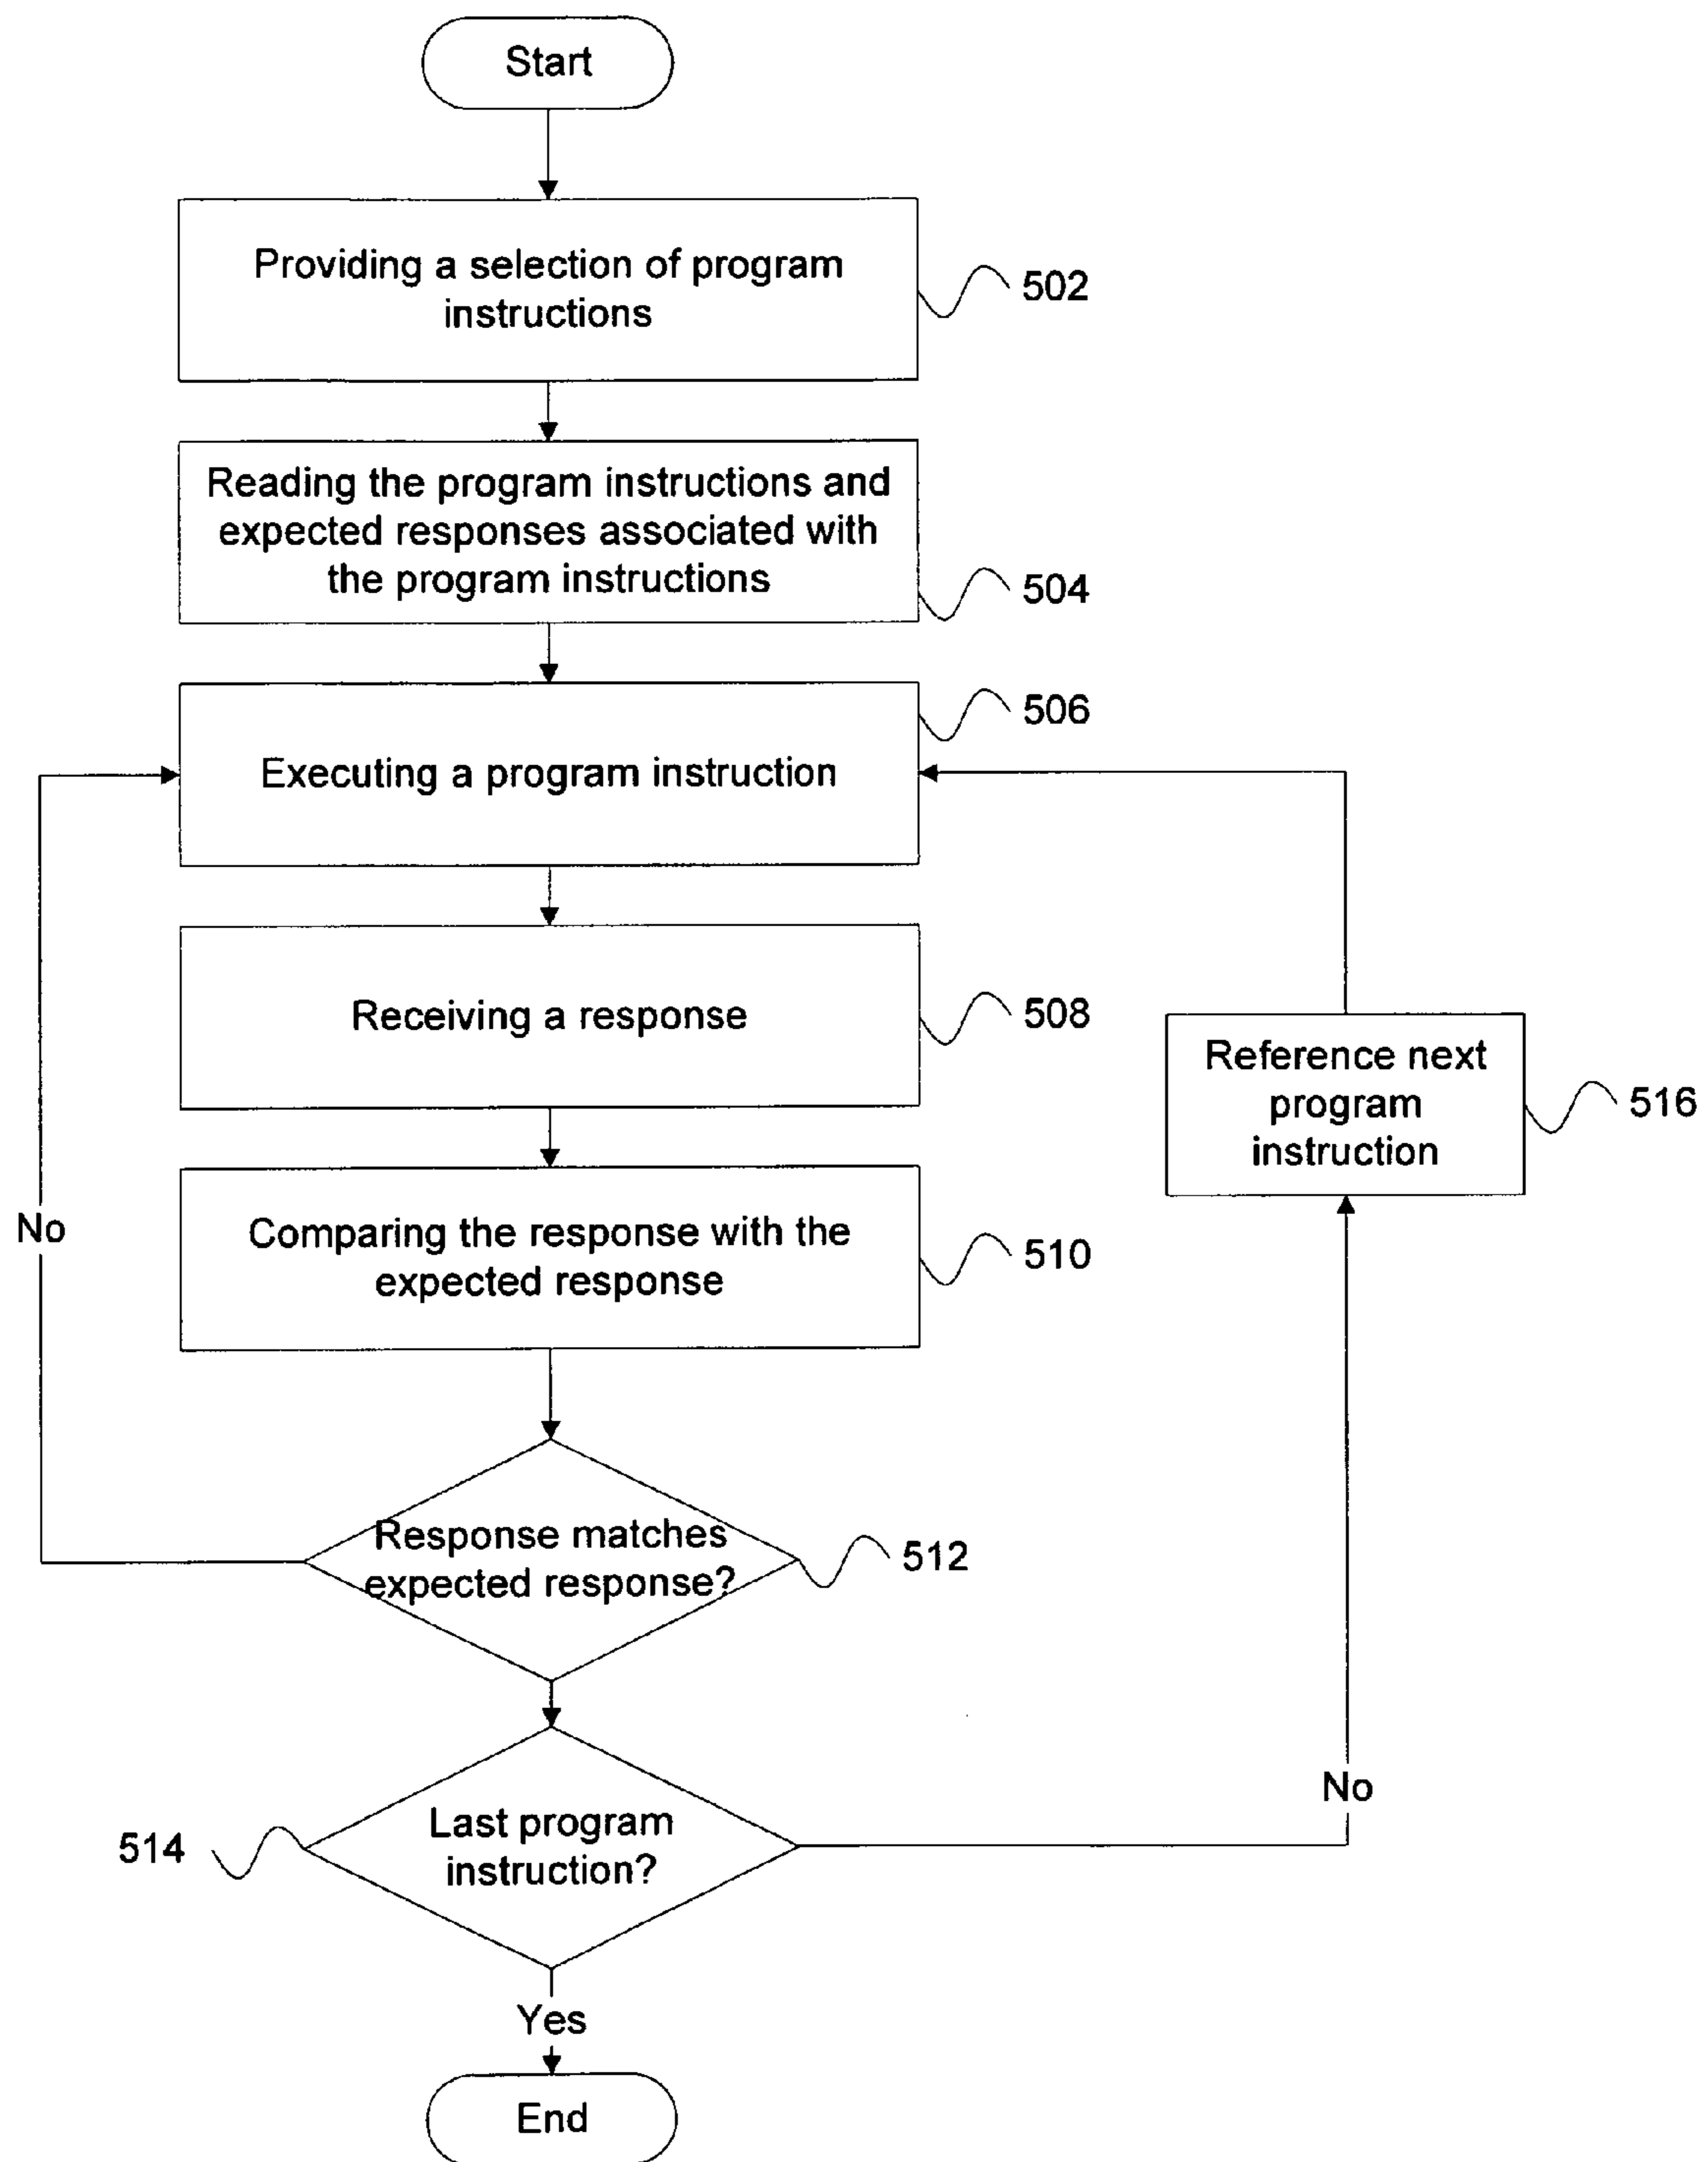 Start
Providing a selection of program
instructions
502
Reading the program instructions and
expected responses associated with
the program instructions
504
506
Executing a program instruction
Receiving a response
508
Reference next
program
instruction
516
No
Comparing the response with the
expected response
510
Response matches
expected response?
512
No
Last program
instruction?
514
Yes
End